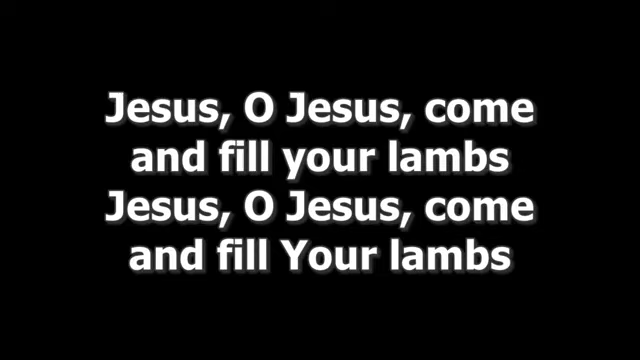 Jesus, O Jesus, come
and fill your lambs
Jesus, O Jesus, come
and fill Your lambs